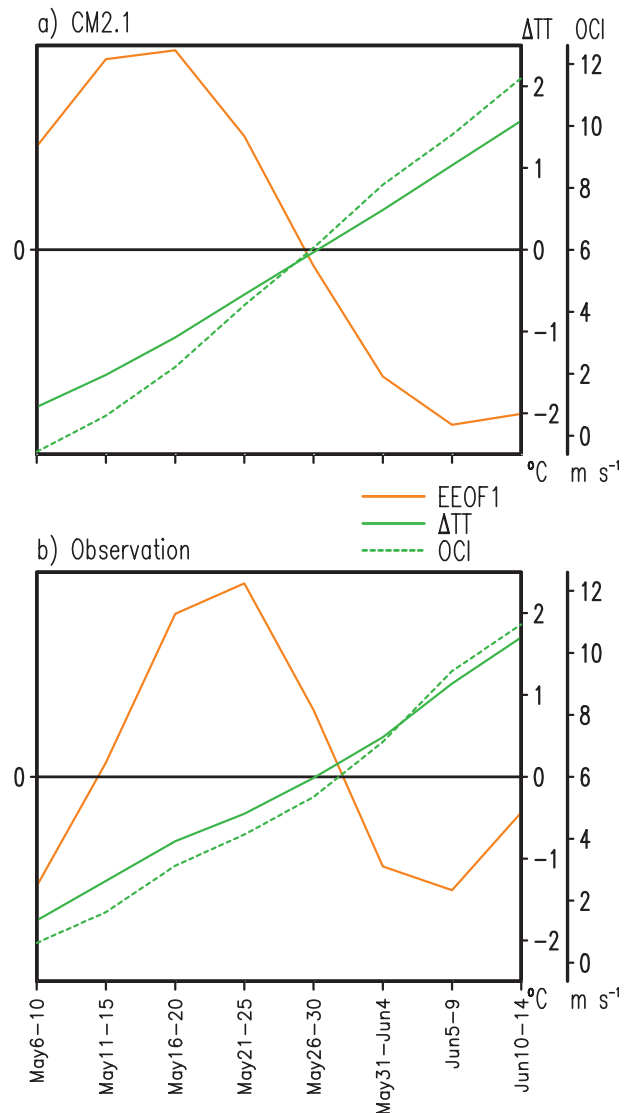 a) CM2.1
ΔTT OCI
2
1
0
-1
-2
12
10
8
6
4
2
0
0
°C m s⁻¹
EEOF1
ΔTT
OCI
b) Observation
2
1
0
-1
-2
12
10
8
6
4
2
0
0
°C m s⁻¹
May6-10
May11-15
May16-20
May21-25
May26-30
May31-Jun4
Jun5-9
Jun10-14